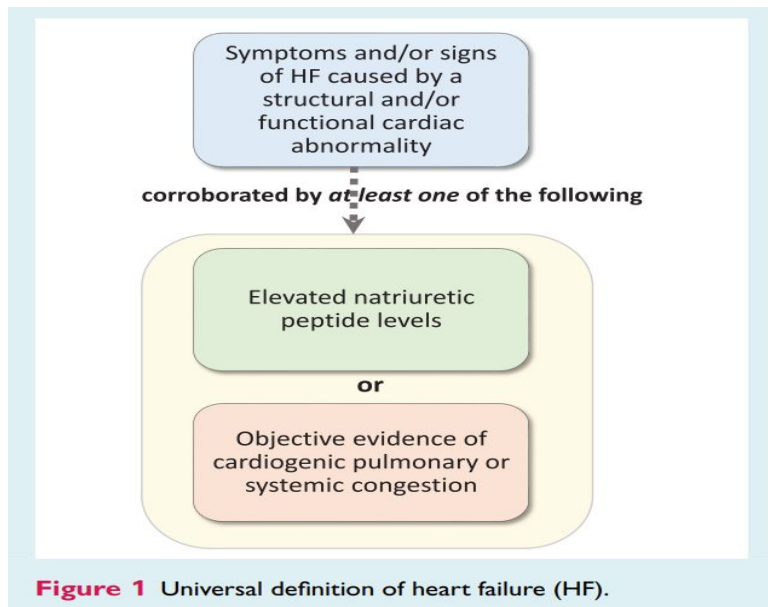 Symptoms and/or signs
of HF caused by a
structural and/or
functional cardiac
abnormality
corroborated by at least one of the following
Elevated natriuretic
peptide levels
or
Objective evidence of
cardiogenic pulmonary or
systemic congestion
Figure 1 Universal definition of heart failure (HF).